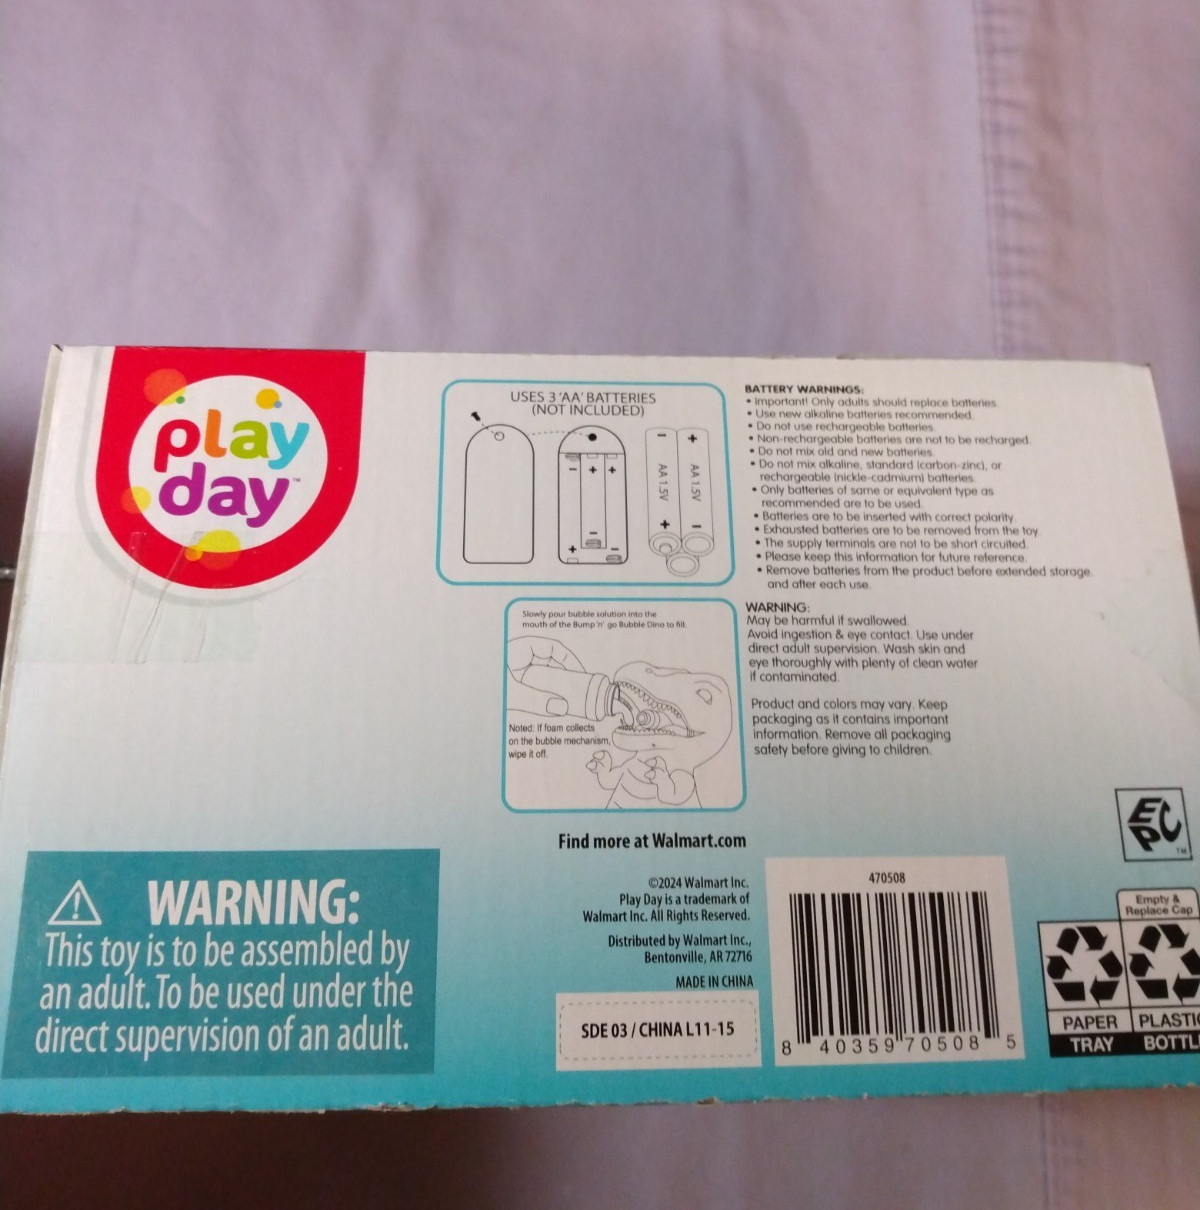 play
day™
USES 3 'AA' BATTERIES
(NOT INCLUDED)
AA 1.5V
AA 1.5V
BATTERY WARNINGS:
• Important! Only adults should replace batteries.
• Use new alkaline batteries recommended.
• Do not use rechargeable batteries.
• Non-rechargeable batteries are not to be recharged.
• Do not mix old and new batteries.
• Do not mix alkaline, standard (carbon-zinc), or
rechargeable (nickle-cadmium) batteries.
• Only batteries of same or equivalent type as
recommended are to be used.
• Batteries are to be inserted with correct polarity.
• Exhausted batteries are to be removed from the toy.
• The supply terminals are not to be short circuited.
• Please keep this information for future reference.
• Remove batteries from the product before extended storage
and after each use.
Slowly pour bubble solution into the
mouth of the Bump 'n' go Bubble Dino to fill.
Noted: If foam collects
on the bubble mechanism,
wipe it off.
WARNING:
May be harmful if swallowed.
Avoid ingestion & eye contact. Use under
direct adult supervision. Wash skin and
eye thoroughly with plenty of clean water
if contaminated.
Product and colors may vary. Keep
packaging as it contains important
information. Remove all packaging
safety before giving to children.
Find more at Walmart.com
©2024 Walmart Inc.
Play Day is a trademark of
Walmart Inc. All Rights Reserved.
Distributed by Walmart Inc.,
Bentonville, AR 72716
MADE IN CHINA
SDE 03 / CHINA L11-15
WARNING:
This toy is to be assembled by
an adult. To be used under the
direct supervision of an adult.
470508
8 40359 70508 5
EPC™
Empty &
Replace Cap
PAPER
TRAY
PLASTIC
BOTTL